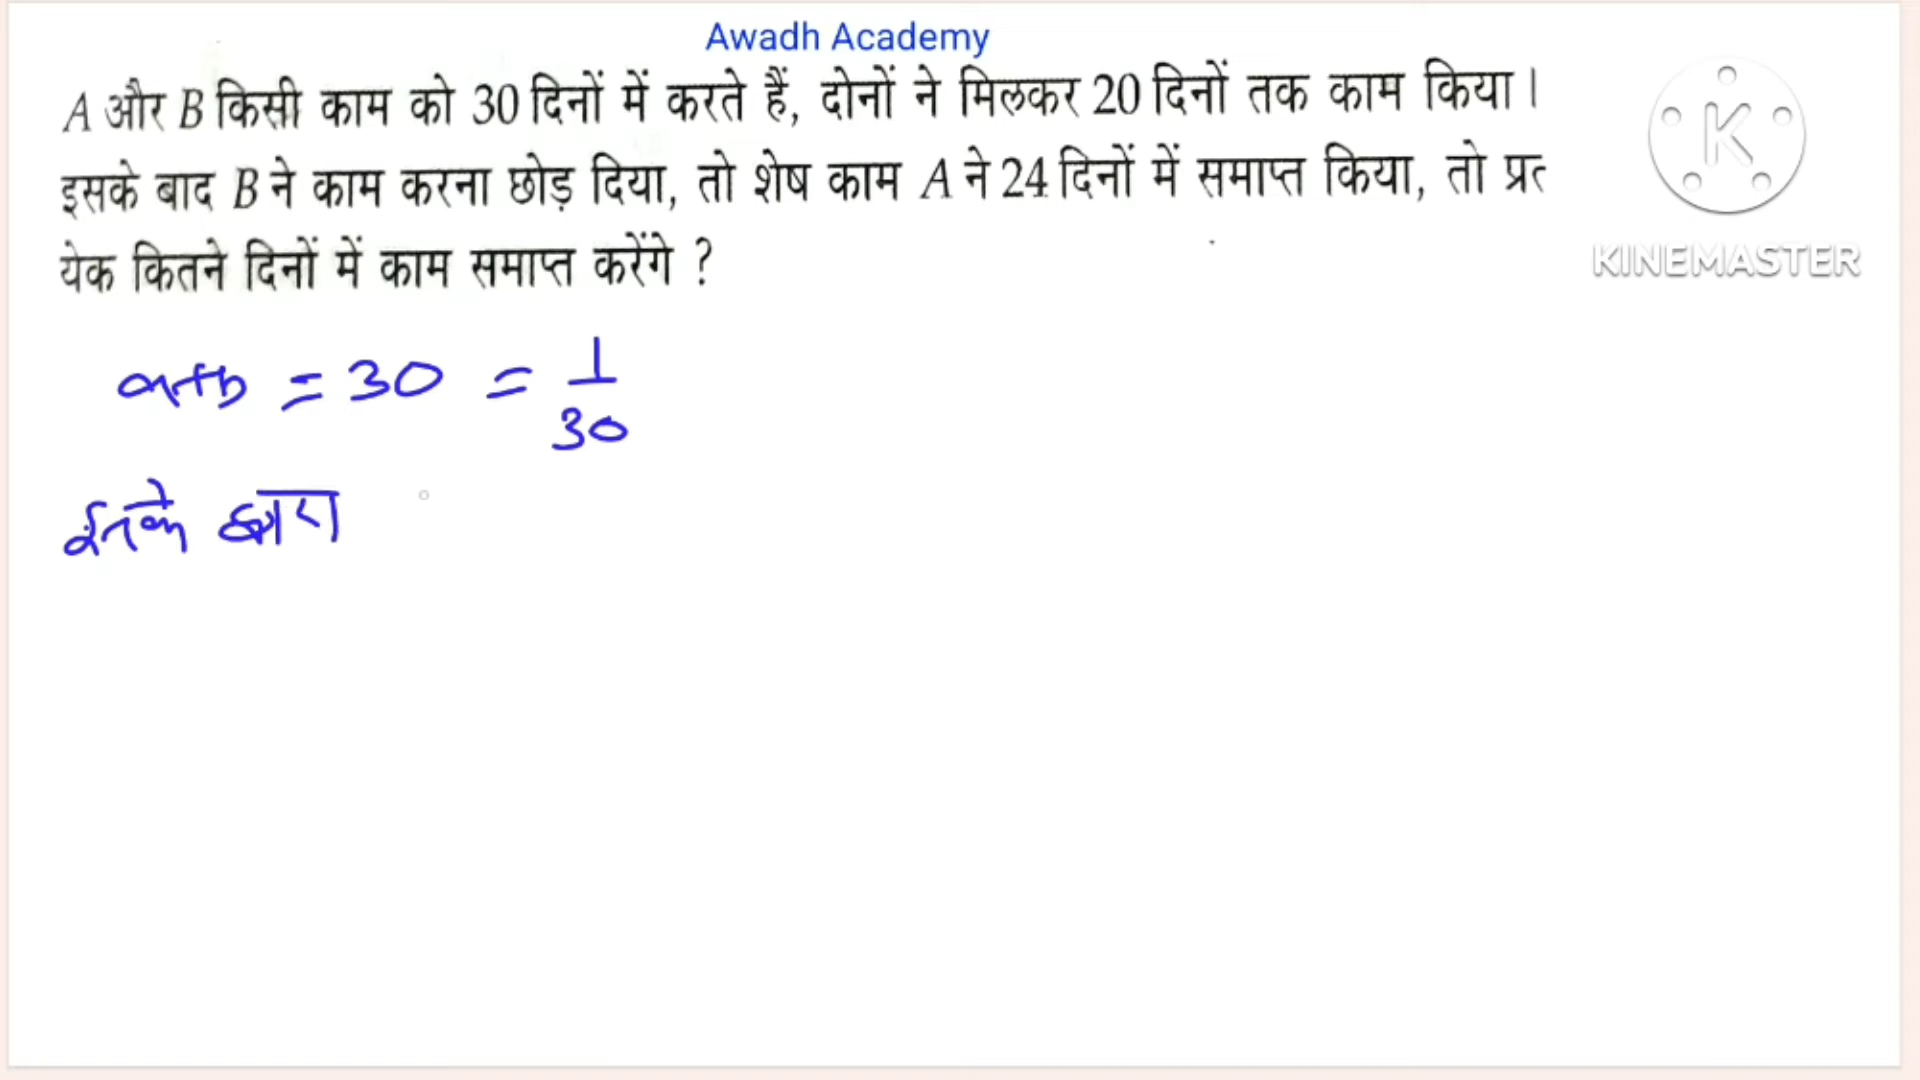 Awadh Academy
A और B किसी काम को 30 दिनों में करते हैं, दोनों ने मिलकर 20 दिनों तक काम किया।
इसके बाद B ने काम करना छोड़ दिया, तो शेष काम A ने 24 दिनों में समाप्त किया, तो प्रत
येक कितने दिनों में काम समाप्त करेंगे ?
KINEMASTER
a+b = 30 = 1/30
इनके द्वारा